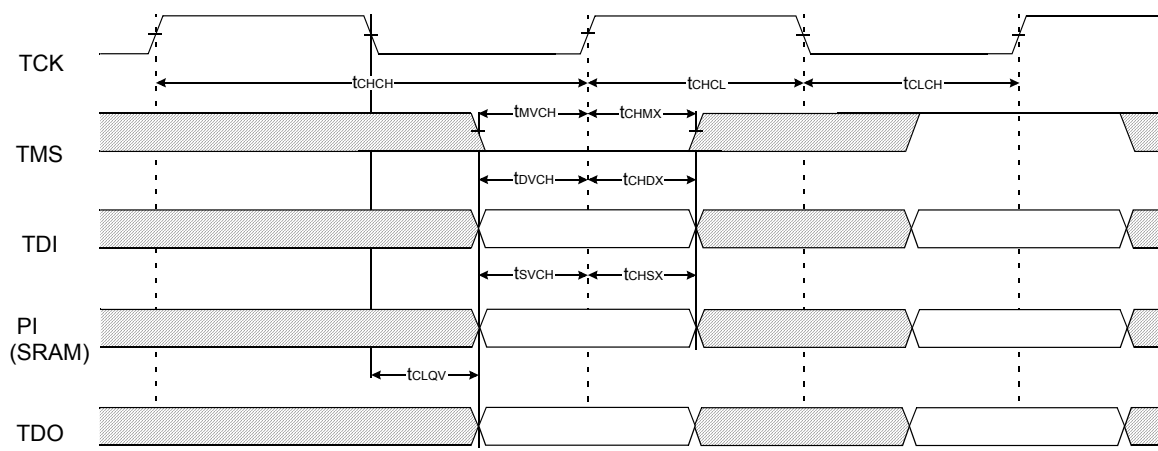 TCK
tCHCH
tCHCL
tCLCH
tMVCH
tCHMX
TMS
tDVCH
tCHDX
TDI
tSVCH
tCHSX
PI
(SRAM)
tCLQV
TDO